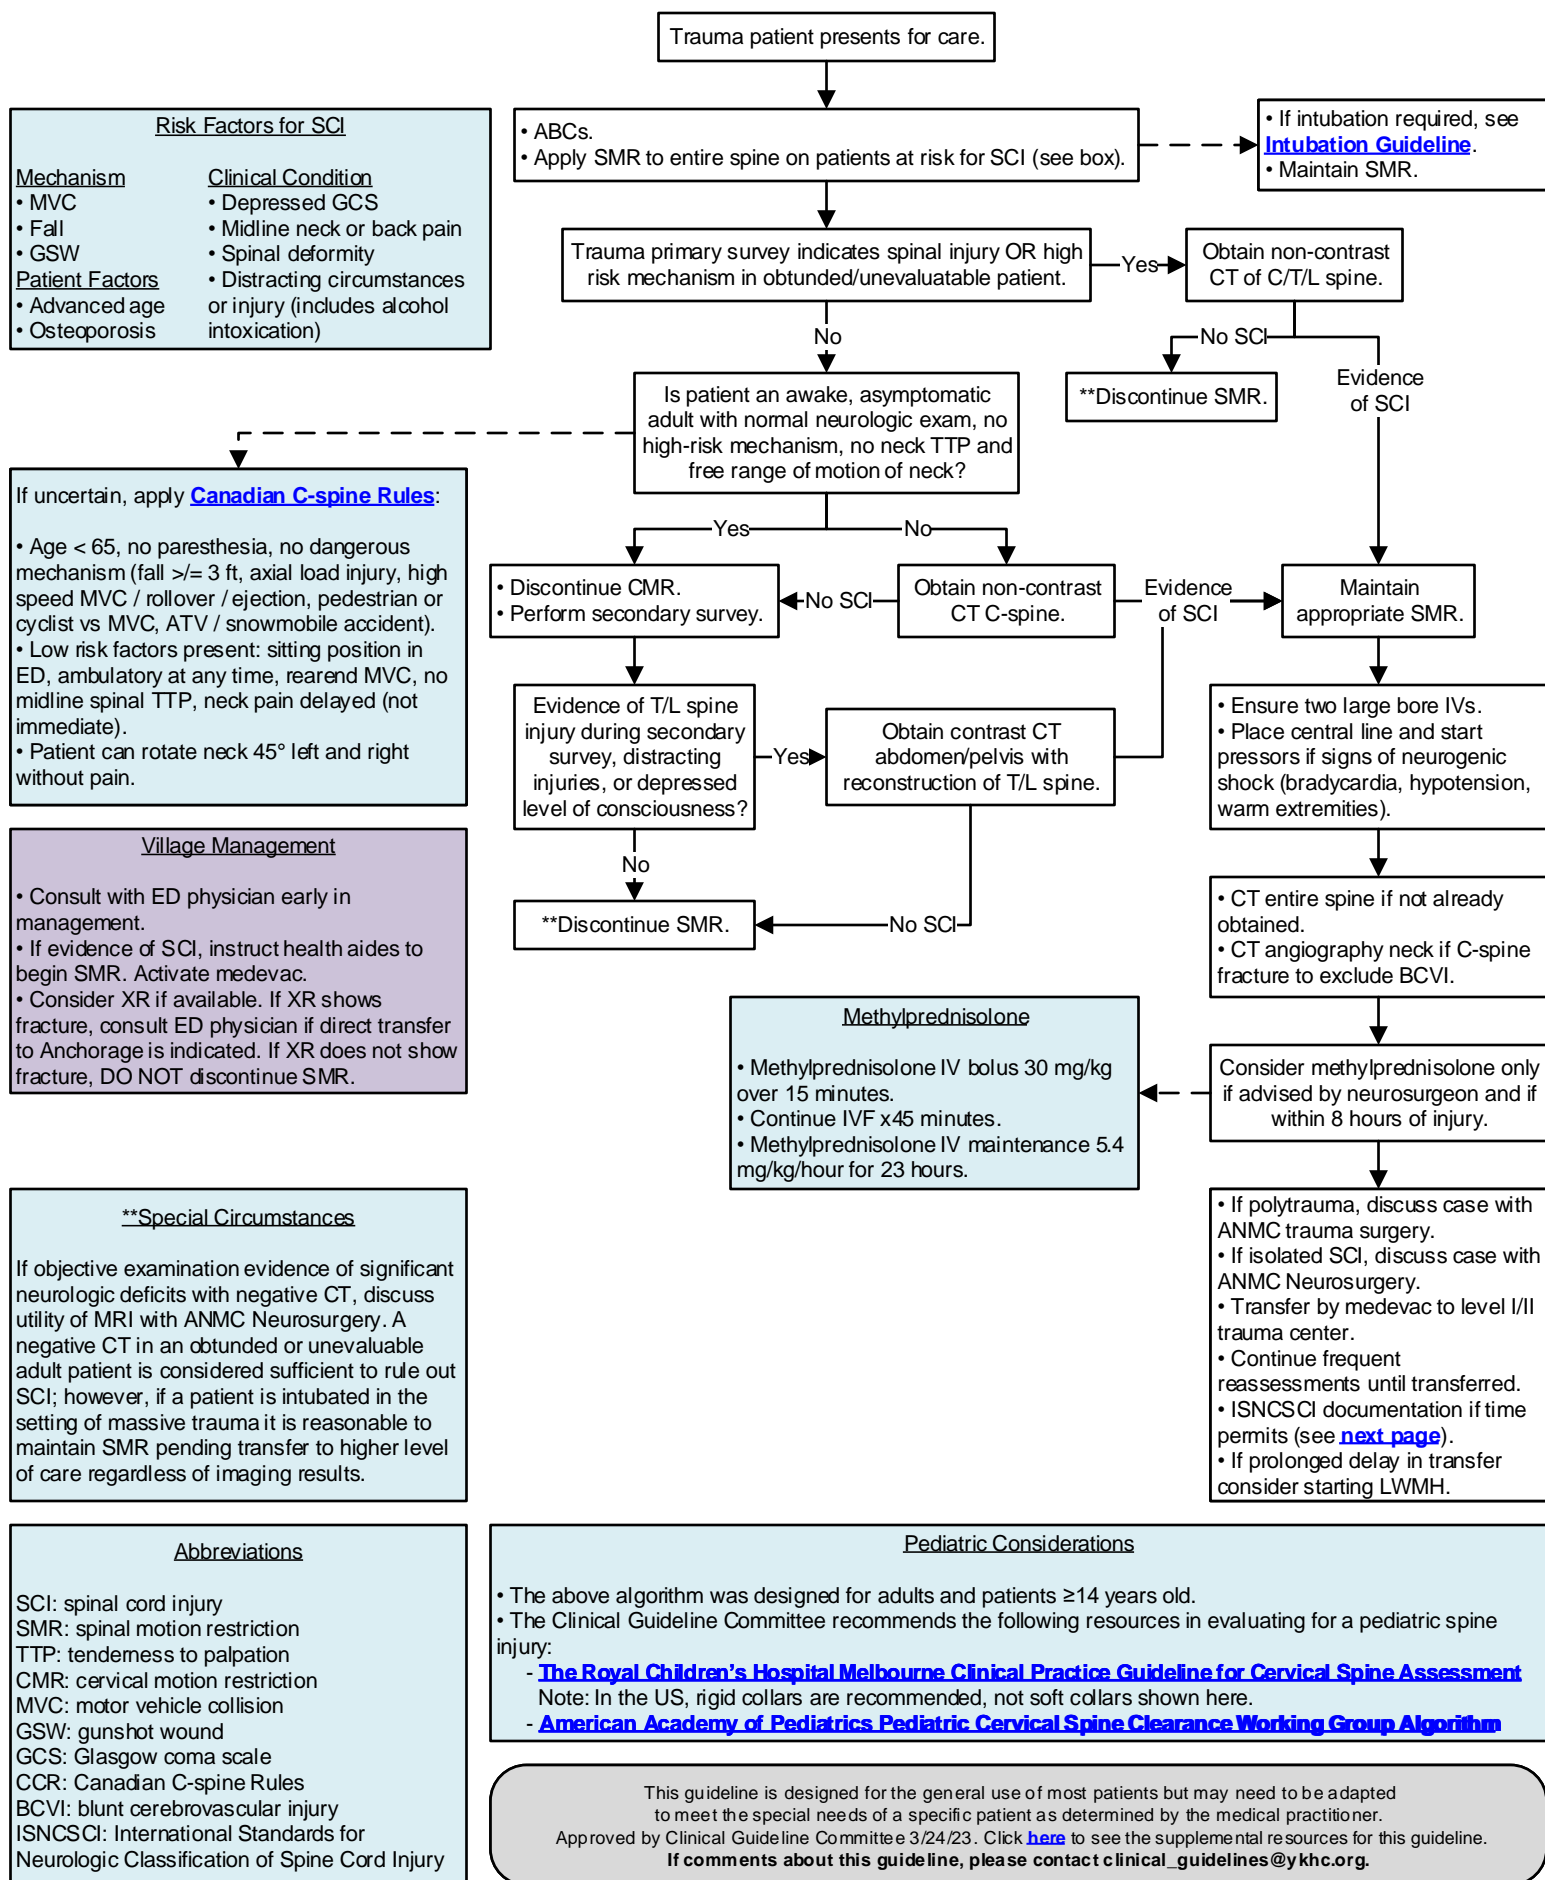 Trauma patient presents for care.
• ABCs.
• Apply SMR to entire spine on patients at risk for SCI (see box).
• If intubation required, see
Intubation Guideline.
• Maintain SMR.
Risk Factors for SCI
Mechanism
• MVC
• Fall
• GSW
Patient Factors
• Advanced age
• Osteoporosis
Clinical Condition
• Depressed GCS
• Midline neck or back pain
• Spinal deformity
• Distracting circumstances
or injury (includes alcohol
intoxication)
Trauma primary survey indicates spinal injury OR high
risk mechanism in obtunded/unevaluatable patient.
Yes
Obtain non-contrast
CT of C/T/L spine.
No
No SCI
**Discontinue SMR.
Evidence
of SCI
Is patient an awake, asymptomatic
adult with normal neurologic exam, no
high-risk mechanism, no neck TTP and
free range of motion of neck?
If uncertain, apply Canadian C-spine Rules:
• Age < 65, no paresthesia, no dangerous
mechanism (fall >/= 3 ft, axial load injury, high
speed MVC / rollover / ejection, pedestrian or
cyclist vs MVC, ATV / snowmobile accident).
• Low risk factors present: sitting position in
ED, ambulatory at any time, rearend MVC, no
midline spinal TTP, neck pain delayed (not
immediate).
• Patient can rotate neck 45° left and right
without pain.
Yes
No
• Discontinue CMR.
• Perform secondary survey.
No SCI
Obtain non-contrast
CT C-spine.
Evidence
of SCI
Maintain
appropriate SMR.
Evidence of T/L spine
injury during secondary
survey, distracting
injuries, or depressed
level of consciousness?
Yes
Obtain contrast CT
abdomen/pelvis with
reconstruction of T/L spine.
• Ensure two large bore IVs.
• Place central line and start
pressors if signs of neurogenic
shock (bradycardia, hypotension,
warm extremities).
No
No SCI
**Discontinue SMR.
Village Management
• Consult with ED physician early in
management.
• If evidence of SCI, instruct health aides to
begin SMR. Activate medevac.
• Consider XR if available. If XR shows
fracture, consult ED physician if direct transfer
to Anchorage is indicated. If XR does not show
fracture, DO NOT discontinue SMR.
• CT entire spine if not already
obtained.
• CT angiography neck if C-spine
fracture to exclude BCVI.
Methylprednisolone
• Methylprednisolone IV bolus 30 mg/kg
over 15 minutes.
• Continue IVF x45 minutes.
• Methylprednisolone IV maintenance 5.4
mg/kg/hour for 23 hours.
Consider methylprednisolone only
if advised by neurosurgeon and if
within 8 hours of injury.
**Special Circumstances
If objective examination evidence of significant
neurologic deficits with negative CT, discuss
utility of MRI with ANMC Neurosurgery. A
negative CT in an obtunded or unevaluable
adult patient is considered sufficient to rule out
SCI; however, if a patient is intubated in the
setting of massive trauma it is reasonable to
maintain SMR pending transfer to higher level
of care regardless of imaging results.
• If polytrauma, discuss case with
ANMC trauma surgery.
• If isolated SCI, discuss case with
ANMC Neurosurgery.
• Transfer by medevac to level I/II
trauma center.
• Continue frequent
reassessments until transferred.
• ISNCSCI documentation if time
permits (see next page).
• If prolonged delay in transfer
consider starting LWMH.
Abbreviations
SCI: spinal cord injury
SMR: spinal motion restriction
TTP: tenderness to palpation
CMR: cervical motion restriction
MVC: motor vehicle collision
GSW: gunshot wound
GCS: Glasgow coma scale
CCR: Canadian C-spine Rules
BCVI: blunt cerebrovascular injury
ISNCSCI: International Standards for
Neurologic Classification of Spine Cord Injury
Pediatric Considerations
• The above algorithm was designed for adults and patients ≥14 years old.
• The Clinical Guideline Committee recommends the following resources in evaluating for a pediatric spine
injury:
- The Royal Children's Hospital Melbourne Clinical Practice Guideline for Cervical Spine Assessment
Note: In the US, rigid collars are recommended, not soft collars shown here.
- American Academy of Pediatrics Pediatric Cervical Spine Clearance Working Group Algorithm
This guideline is designed for the general use of most patients but may need to be adapted
to meet the special needs of a specific patient as determined by the medical practitioner.
Approved by Clinical Guideline Committee 3/24/23. Click here to see the supplemental resources for this guideline.
If comments about this guideline, please contact clinical_guidelines@ykhc.org.